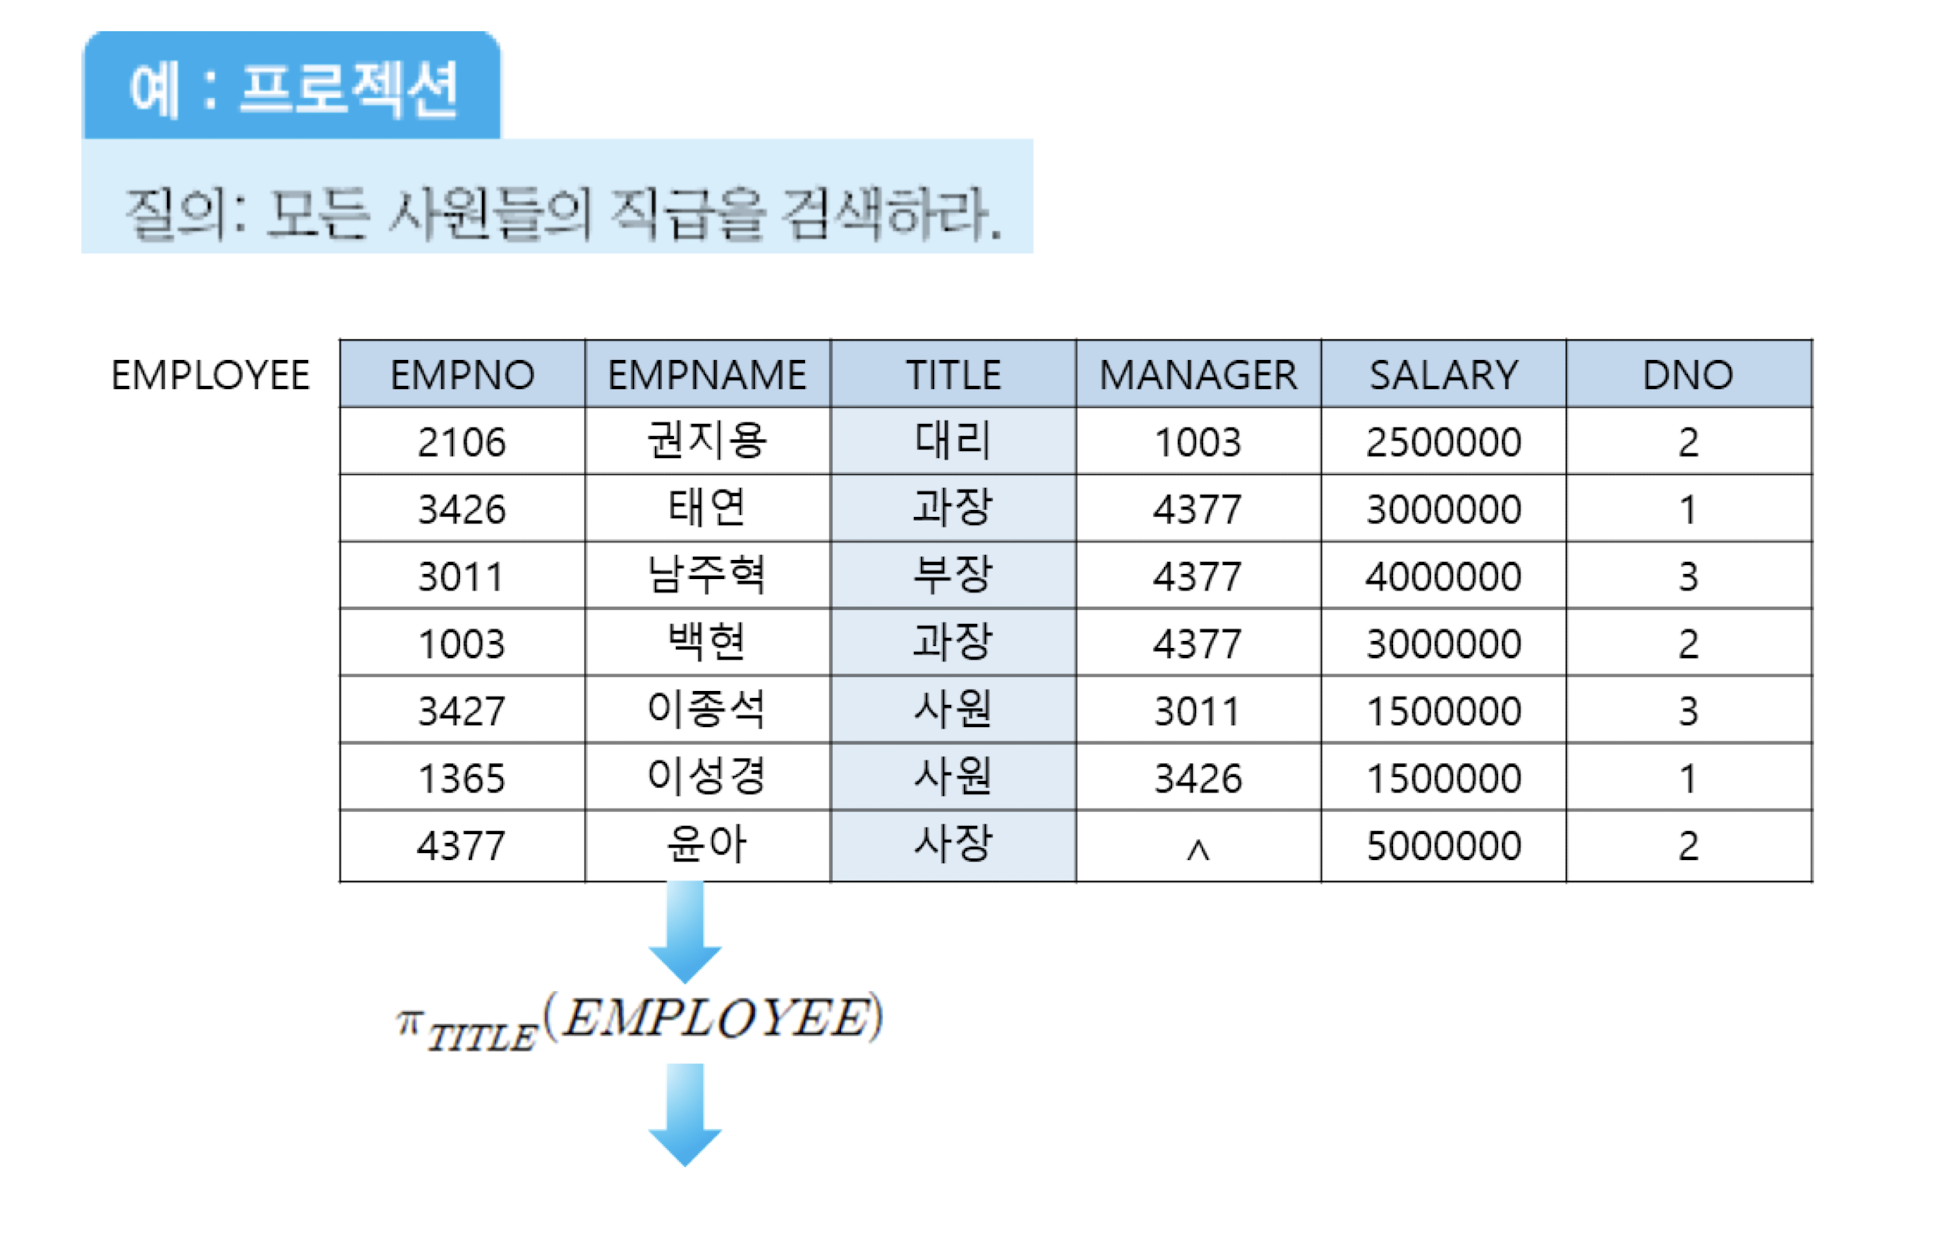 예 : 프로젝션
질의: 모든 사원들의 직급을 검색하라.
EMPLOYEE EMPNO EMPNAME TITLE MANAGER SALARY DNO
2106 권지용 대리 1003 2500000 2
3426 태연 과장 4377 3000000 1
3011 남주혁 부장 4377 4000000 3
1003 백현 과장 4377 3000000 2
3427 이종석 사원 3011 1500000 3
1365 이성경 사원 3426 1500000 1
4377 윤아 사장 ∧ 5000000 2
π TITLE(EMPLOYEE)